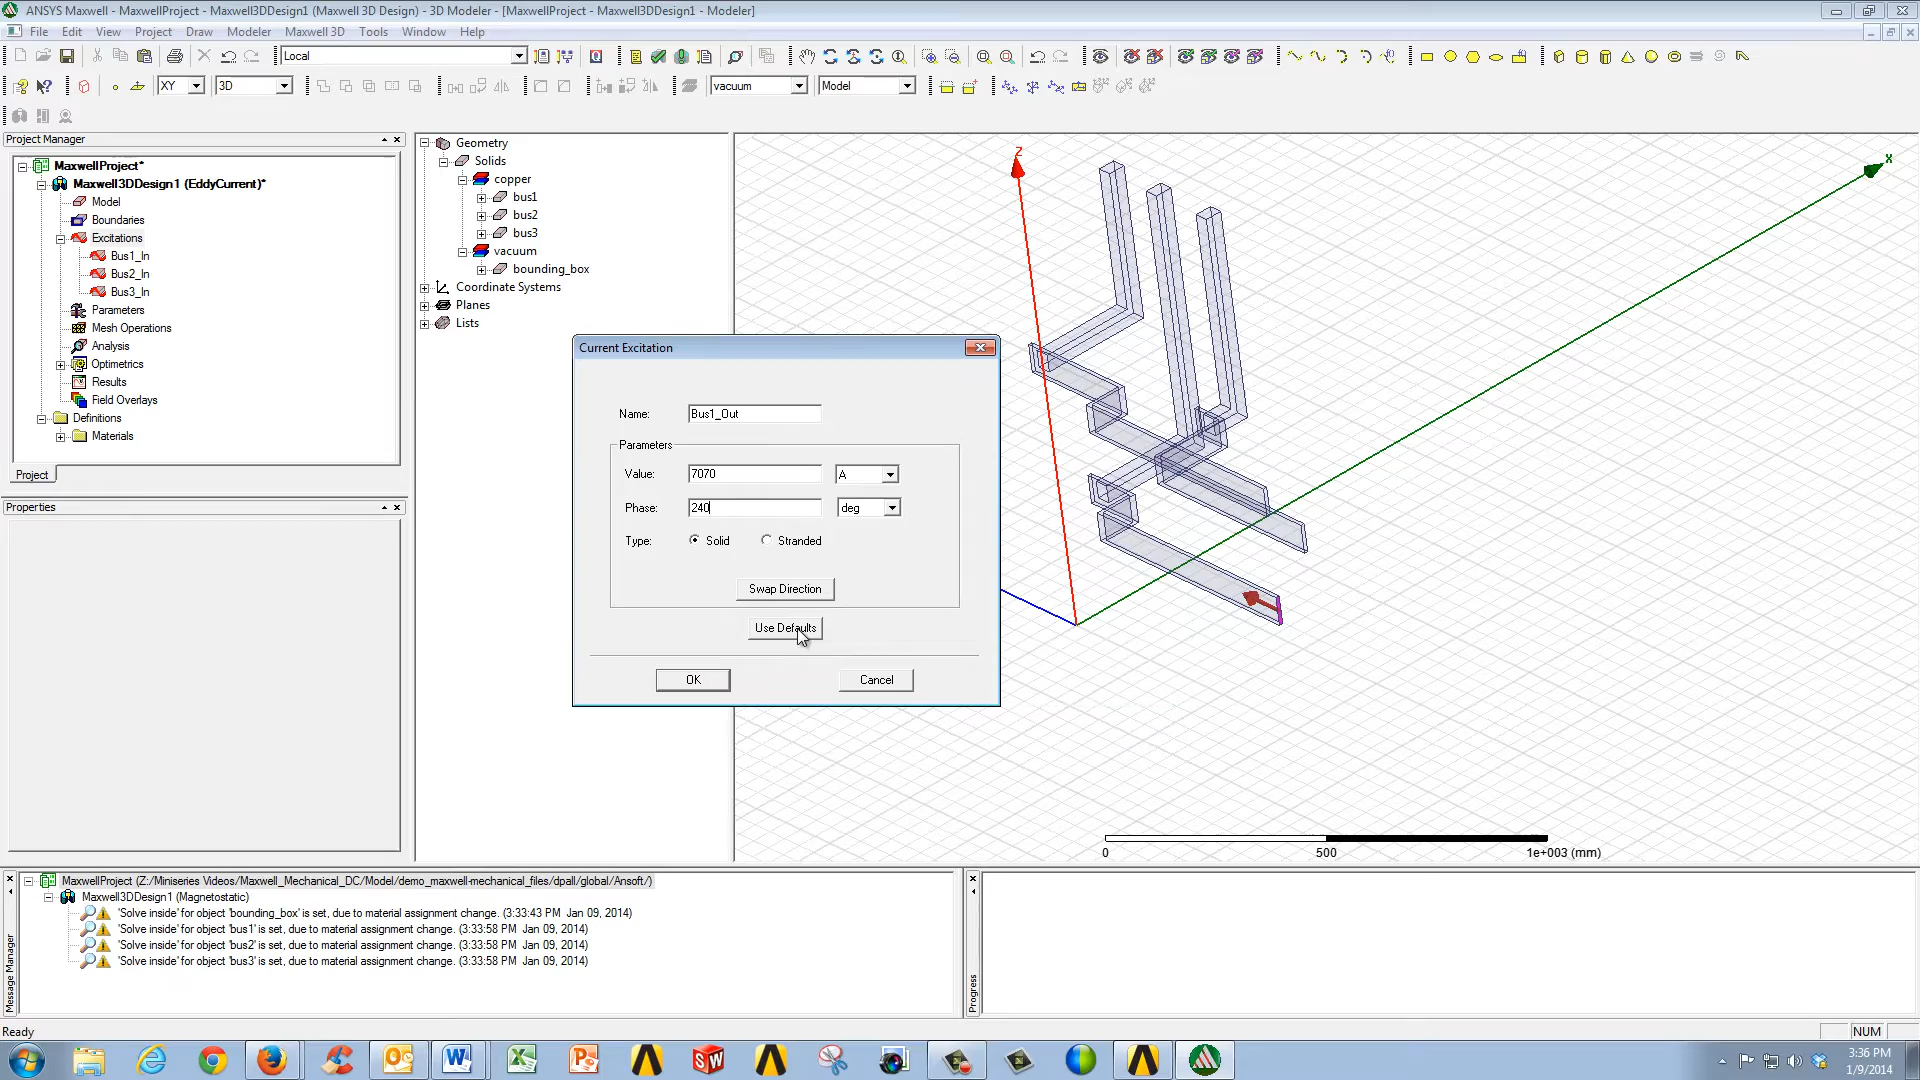 ANSYS Maxwell - MaxwellProject - Maxwell3DDesign1 (Maxwell 3D Design) - 3D Modeler - [MaxwellProject - Maxwell3DDesign1 - Modeler]
File Edit View Project Draw Modeler Maxwell 3D Tools Window Help
Local
XY 3D vacuum Model
Project Manager
MaxwellProject*
Maxwell3DDesign1 (EddyCurrent)*
Model
Boundaries
Excitations
Bus1_In
Bus2_In
Bus3_In
Parameters
Mesh Operations
Analysis
Optimetrics
Results
Field Overlays
Definitions
Materials
Project
Properties
Geometry
Solids
copper
bus1
bus2
bus3
vacuum
bounding_box
Coordinate Systems
Planes
Lists
Z
X
Current Excitation
Name: Bus1_Out
Parameters
Value: 7070 A
Phase: 240 deg
Type: Solid Stranded
Swap Direction
Use Defaults
OK Cancel
0 500 1e+003 (mm)
MaxwellProject (Z:/Miniseries Videos/Maxwell_Mechanical_DC/Model/demo_maxwell-mechanical_files/dpall/global/Ansoft/)
Maxwell3DDesign1 (Magnetostatic)
'Solve inside' for object 'bounding_box' is set, due to material assignment change. (3:33:43 PM Jan 09, 2014)
'Solve inside' for object 'bus1' is set, due to material assignment change. (3:33:58 PM Jan 09, 2014)
'Solve inside' for object 'bus2' is set, due to material assignment change. (3:33:58 PM Jan 09, 2014)
'Solve inside' for object 'bus3' is set, due to material assignment change. (3:33:58 PM Jan 09, 2014)
Message Manager
Progress
Ready
NUM
3:36 PM
1/9/2014